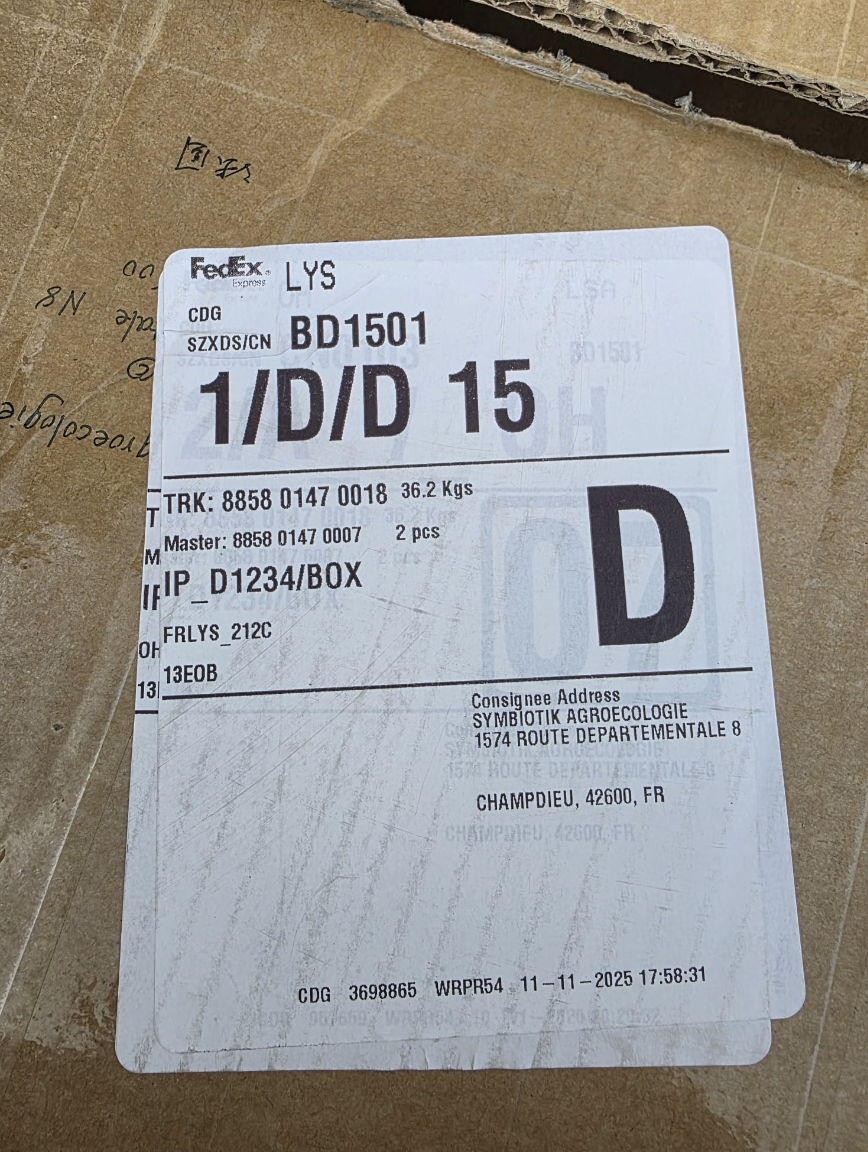 FedEx® LYS
Express
CDG
SZXDS/CN BD1501
1/D/D 15
TRK: 8858 0147 0018 36.2 Kgs
Master: 8858 0147 0007 2 pcs
IP_D1234/BOX
FRLYS_212C
13EOB
D
Consignee Address
SYMBIOTIK AGROECOLOGIE
1574 ROUTE DEPARTEMENTALE 8
CHAMPDIEU, 42600, FR
CDG 3698865 WRPR54 11-11-2025 17:58:31